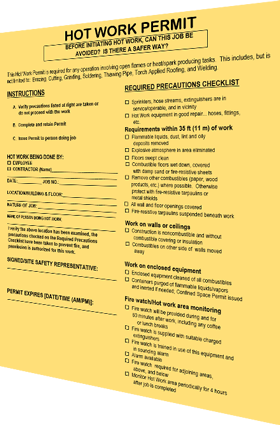 HOT WORK PERMIT
BEFORE INITIATING HOT WORK, CAN THIS JOB BE
AVOIDED? IS THERE A SAFER WAY?
This Hot Work Permit is required for any operation involving open flames or heat/spark producing tasks. This includes, but is
not limited to: Brazing, Cutting, Grinding, Soldering, Thawing Pipe, Torch Applied Roofing, and Welding.
INSTRUCTIONS
A. Verify precautions listed at right are taken or
do not proceed with the work
B. Complete and retain Permit
C. Issue Permit to person doing job
HOT WORK BEING DONE BY:
EMPLOYEE
CONTRACTOR (Name)
DATE: JOB NO.
LOCATION/BUILDING & FLOOR:
NATURE OF JOB:
NAME OF PERSON DOING HOT WORK
I verify the above location has been examined, the
precautions checked on the Required Precautions
Checklist have been taken to prevent fire, and
permission is authorized for this work.
SIGNED/SITE SAFETY REPRESENTATIVE:
PERMIT EXPIRES [DATE/TIME (AM/PM)]:
REQUIRED PRECAUTIONS CHECKLIST
Sprinklers, hose streams, extinguishers are in
service/operable, and in vicinity
Hot Work equipment in good repair... hoses, fittings,
etc.
Requirements within 35 ft (11 m) of work
Flammable liquids, dust, lint and oily
deposits removed
Explosive atmosphere in area eliminated
Floors swept clean
Combustible floors wet down, covered
with damp sand or fire-resistive sheets
Remove other combustibles (paper, wood
products, etc.) where possible. Otherwise
protect with fire-resistive tarpaulins or
metal shields
All wall and floor openings covered
Fire-resistive tarpaulins suspended beneath work
Work on walls or ceilings
Construction is noncombustible and without
combustible covering or insulation
Combustibles on other side of walls moved
away
Work on enclosed equipment
Enclosed equipment cleaned of all combustibles
Containers purged of flammable liquids/vapors
and inerted if needed, Confined Space Permit issued
Fire watch/Hot work area monitoring
Fire watch will be provided during and for
60 minutes after work, including any coffee
or lunch breaks
Fire watch is supplied with suitable charged
extinguishers
Fire watch is trained in use of this equipment and
in sounding alarm
Alarm available
Fire watch required for adjoining areas,
above, and below
Monitor Hot Work area periodically for 4 hours
after job is completed